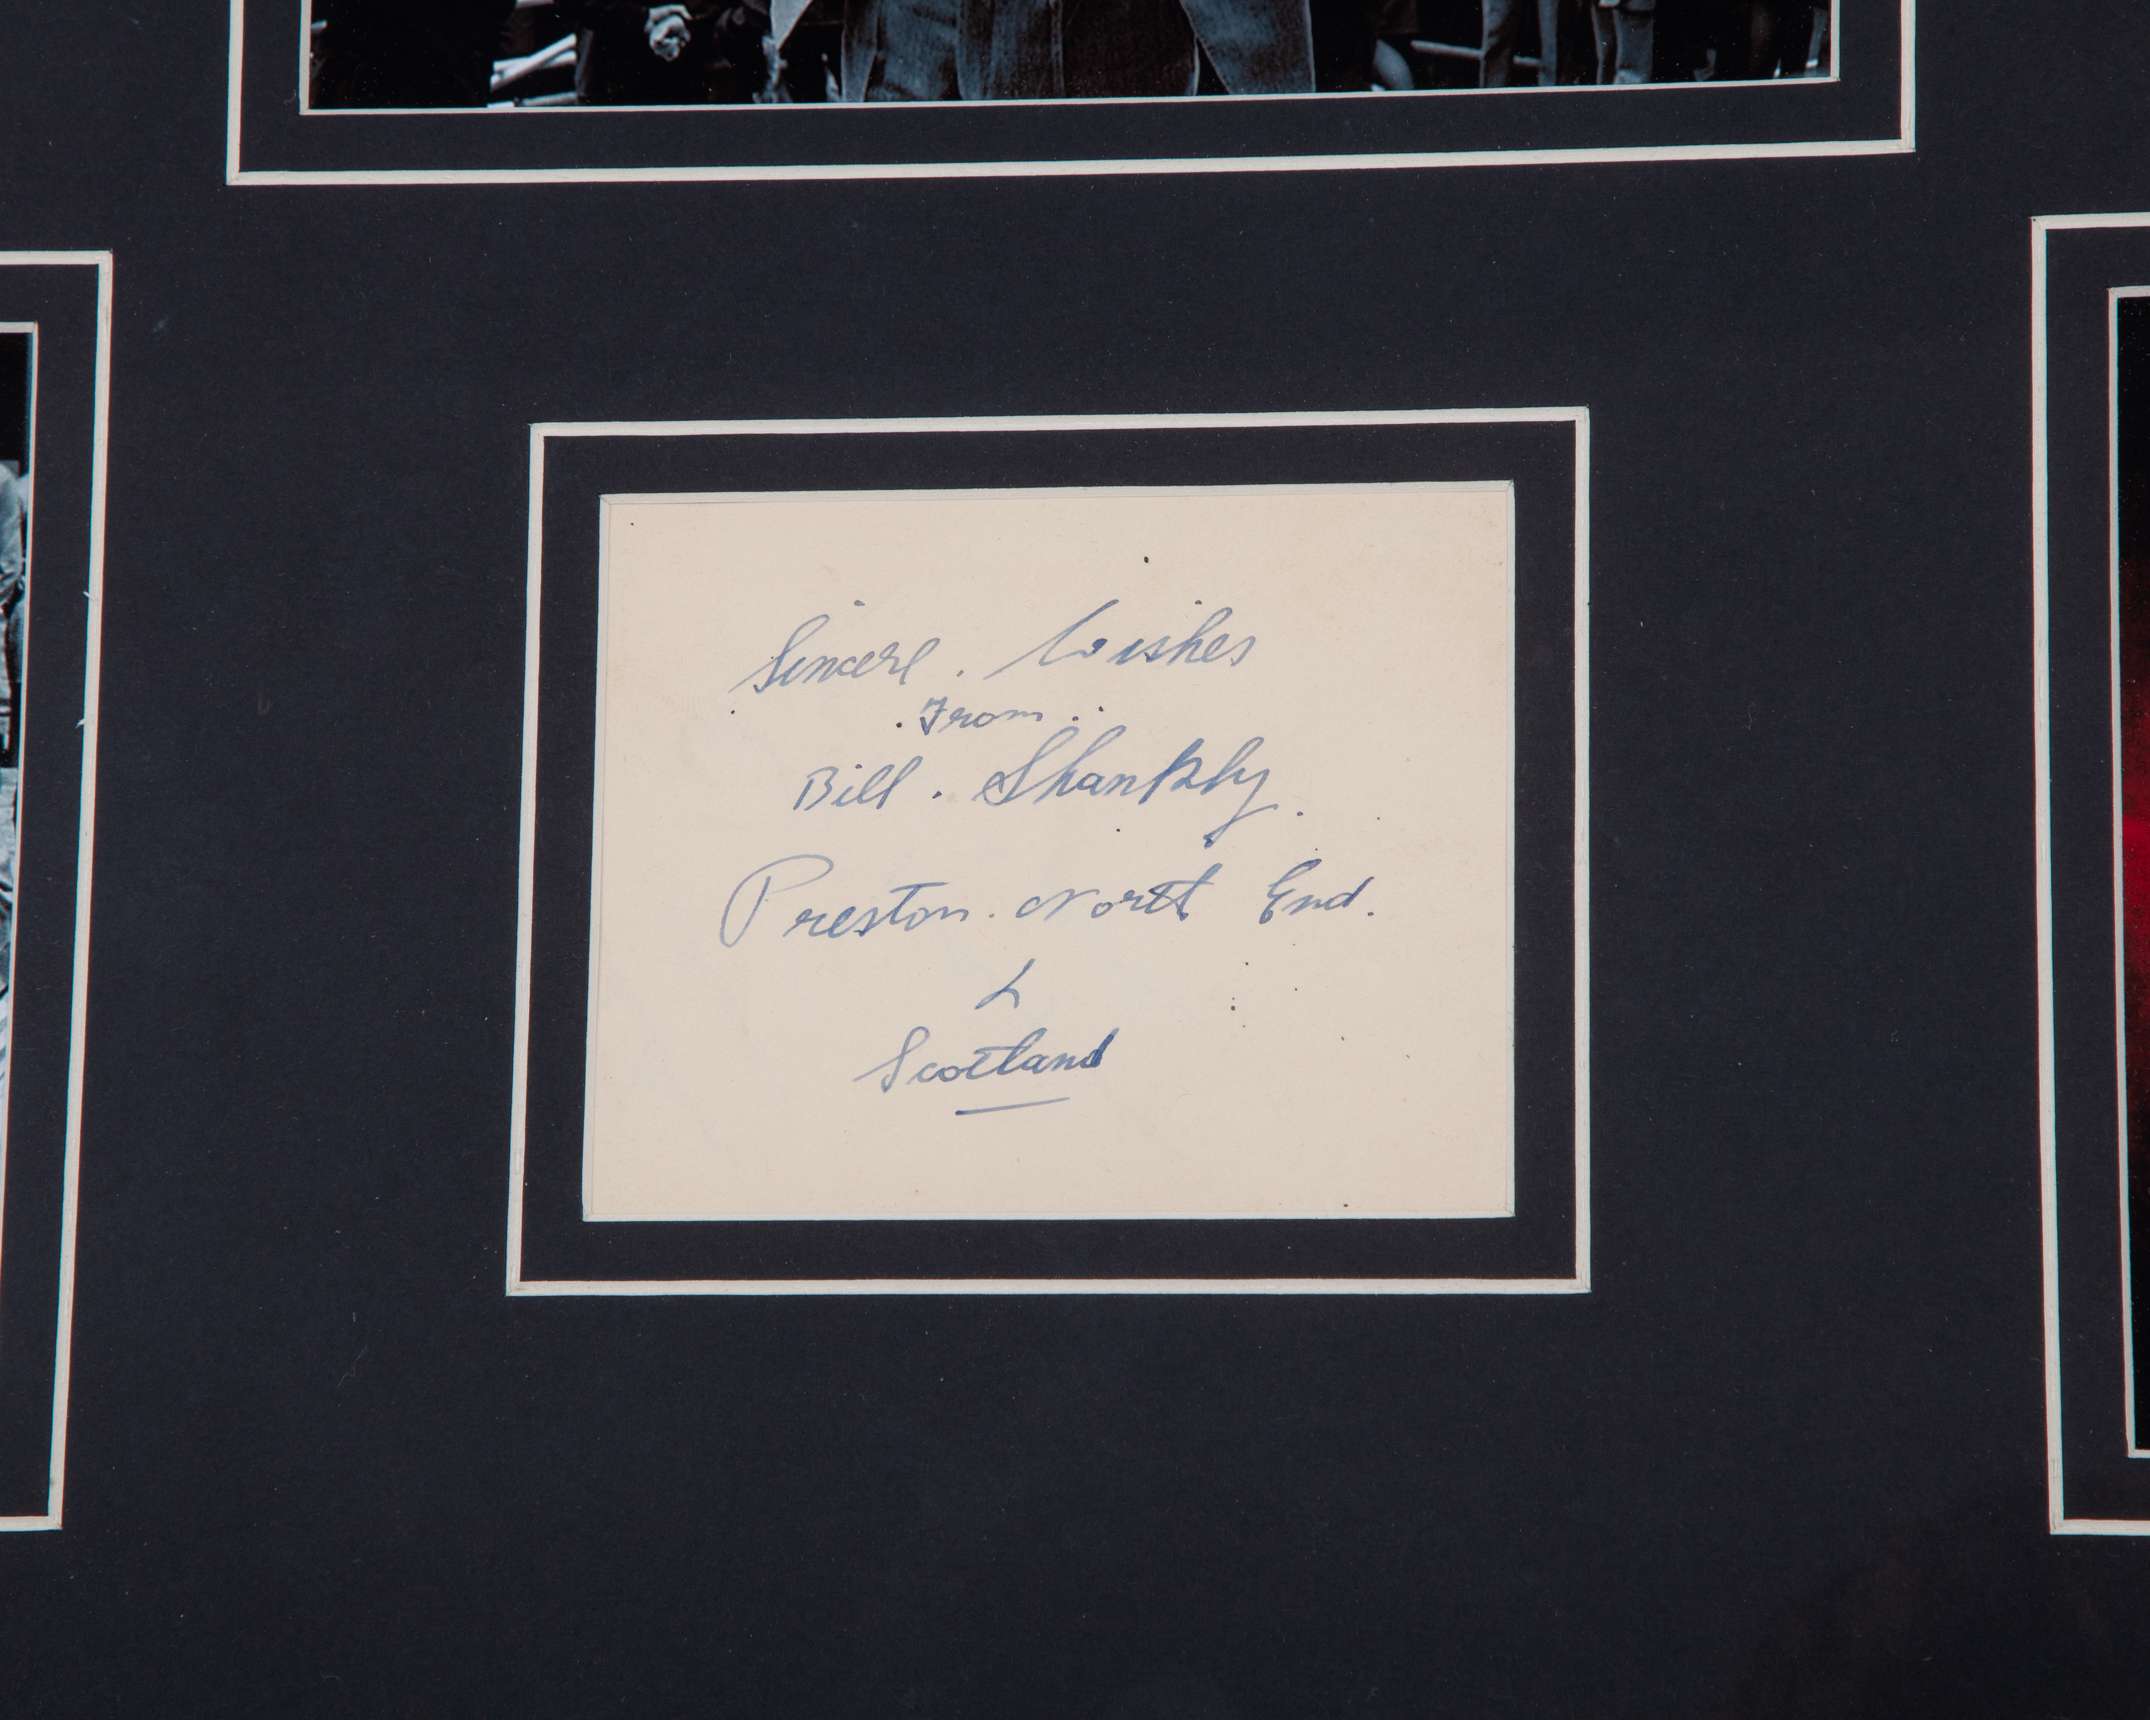 Sincere. Wishes
. From. .
Bill. Shankly.
Preston. North End.
&
Scotland